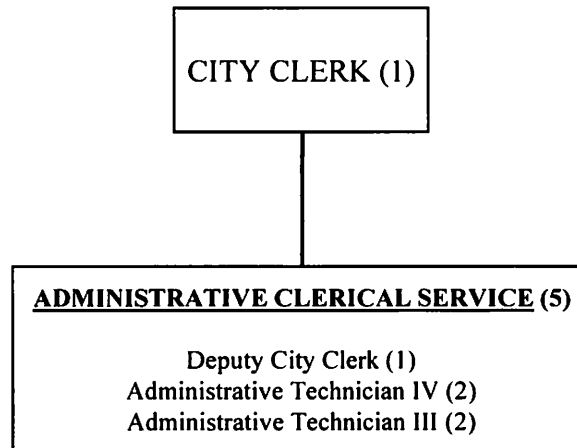 CITY CLERK (1)
ADMINISTRATIVE CLERICAL SERVICE (5)
Deputy City Clerk (1)
Administrative Technician IV (2)
Administrative Technician III (2)